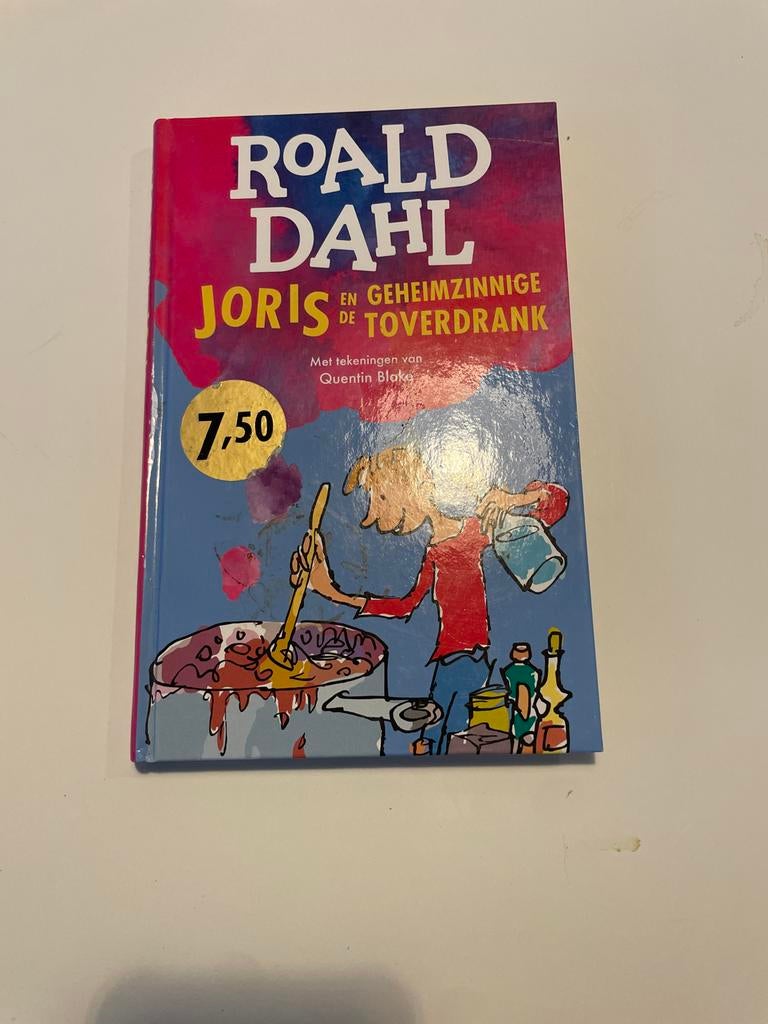 ROALD
DAHL
JORIS EN DE GEHEIMZINNIGE TOVERDRANK
Met tekeningen van
Quentin Blake
7,50